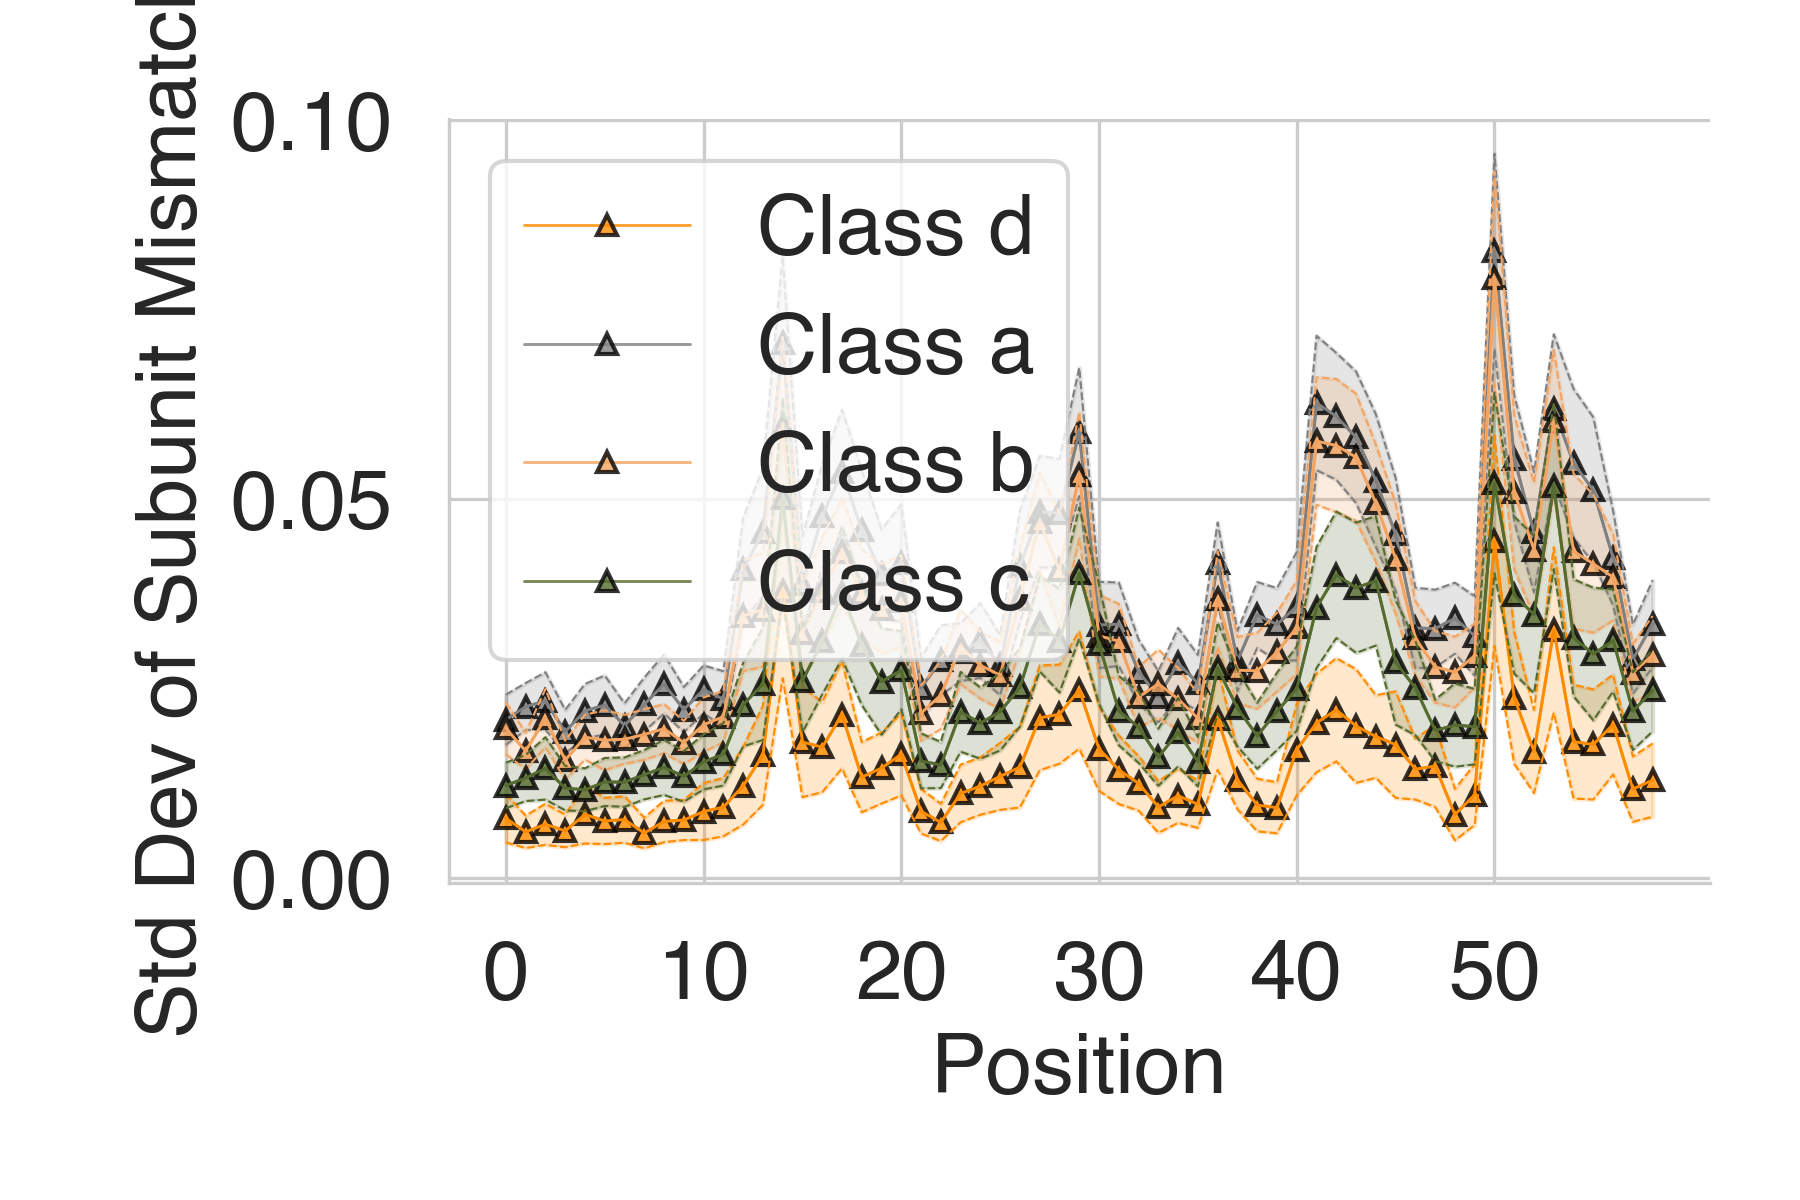 Std Dev of Subunit Mismatc
0.10
0.05
0.00
Class d
Class a
Class b
Class c
0 10 20 30 40 50
Position